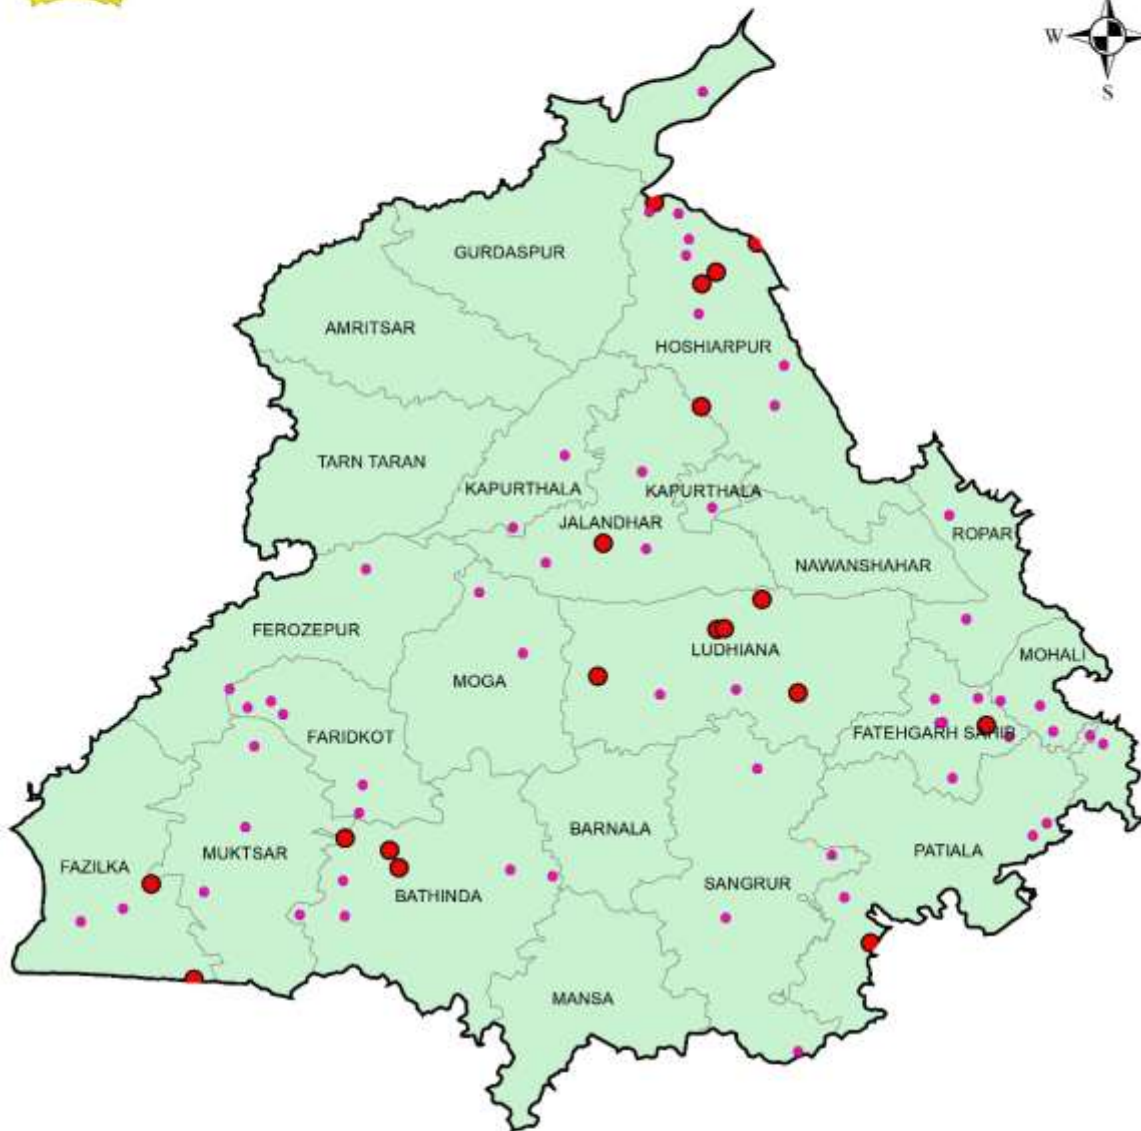 W
S
GURDASPUR
AMRITSAR
HOSHIARPUR
TARN TARAN
KAPURTHALA
KAPURTHALA
JALANDHAR
ROPAR
NAWANSHAHAR
FEROZEPUR
LUDHIANA
MOHALI
MOGA
FARIDKOT
FATEHGARH SAHIB
BARNALA
MUKTSAR
PATIALA
FAZILKA
SANGRUR
BATHINDA
MANSA